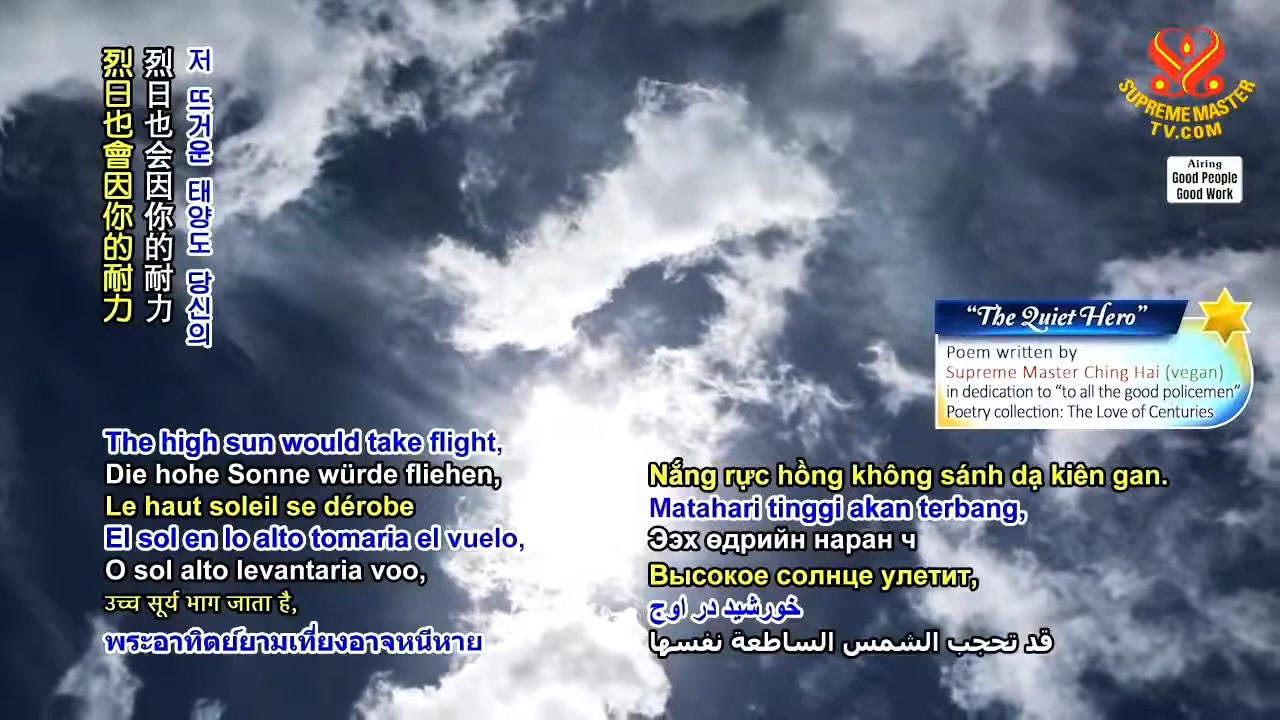 烈日也會因你的耐力
烈日也会因你的耐力
저 뜨거운 태양도 당신의
SUPREME MASTER
TV.COM
Airing
Good People
Good Work
“The Quiet Hero”
Poem written by
Supreme Master Ching Hai (vegan)
in dedication to “to all the good policemen”
Poetry collection: The Love of Centuries
The high sun would take flight,
Die hohe Sonne würde fliehen,
Le haut soleil se dérobe
El sol en lo alto tomaria el vuelo,
O sol alto levantaria voo,
उच्च सूर्य भाग जाता है,
พระอาทิตย์ยามเที่ยงอาจหนีหาย
Nắng rực hồng không sánh dạ kiên gan.
Matahari tinggi akan terbang,
Ээх өдрийн наран ч
Высокое солнце улетит,
خورشید در اوج
قد تحجب الشمس الساطعة نفسها